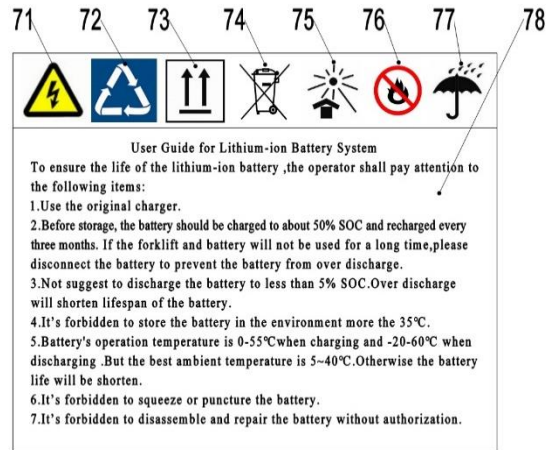 71 72 73 74 75 76 77 78
User Guide for Lithium-ion Battery System
To ensure the life of the lithium-ion battery ,the operator shall pay attention to
the following items:
1.Use the original charger.
2.Before storage, the battery should be charged to about 50% SOC and recharged every
three months. If the forklift and battery will not be used for a long time,please
disconnect the battery to prevent the battery from over discharge.
3.Not suggest to discharge the battery to less than 5% SOC.Over discharge
will shorten lifespan of the battery.
4.It's forbidden to store the battery in the environment more the 35℃.
5.Battery's operation temperature is 0-55℃when charging and -20-60℃ when
discharging .But the best ambient temperature is 5~40℃.Otherwise the battery
life will be shorten.
6.It's forbidden to squeeze or puncture the battery.
7.It's forbidden to disassemble and repair the battery without authorization.